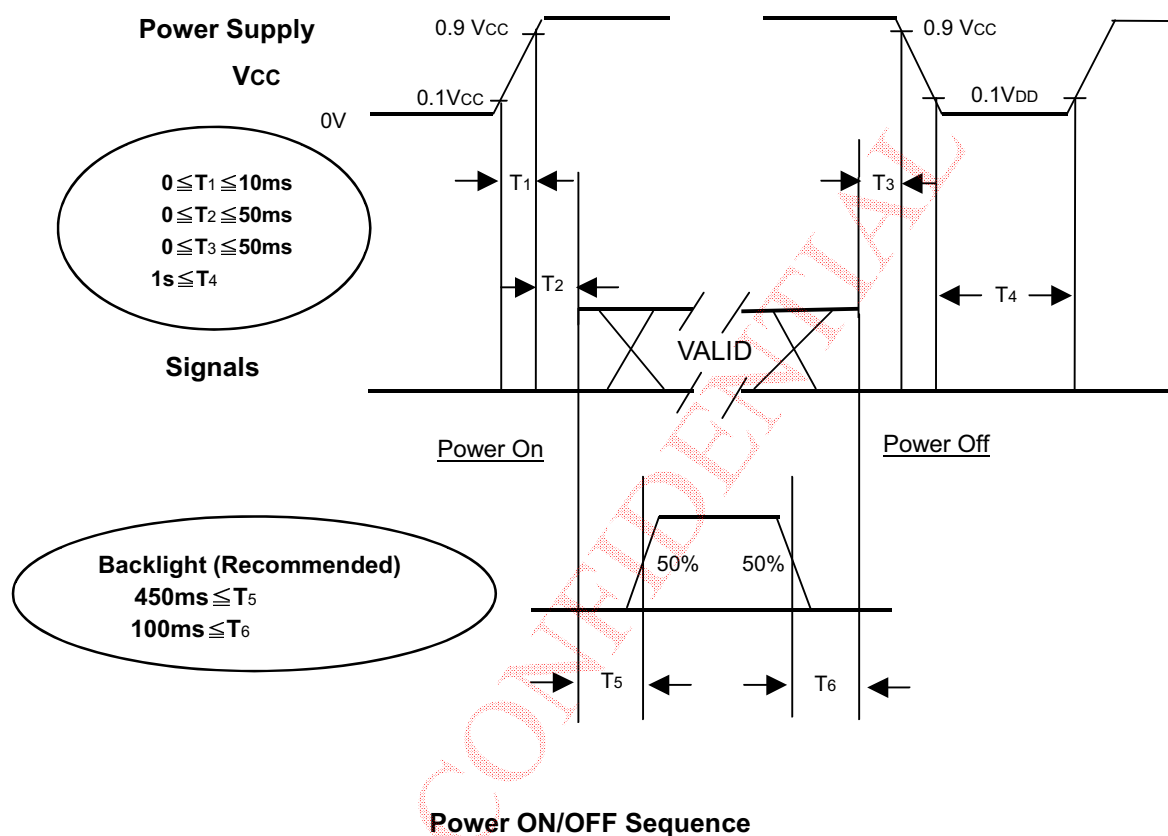 Power Supply
VCC
0.9 VCC
0.9 VCC
0.1VCC
0.1VDD
0V
0≦T1≦10ms
0≦T2≦50ms
0≦T3≦50ms
1s≦T4
T1
T3
T2
T4
VALID
Signals
Power On
Power Off
Backlight (Recommended)
450ms≦T5
100ms≦T6
50%
50%
T5
T6
CONFIDENTIAL
Power ON/OFF Sequence